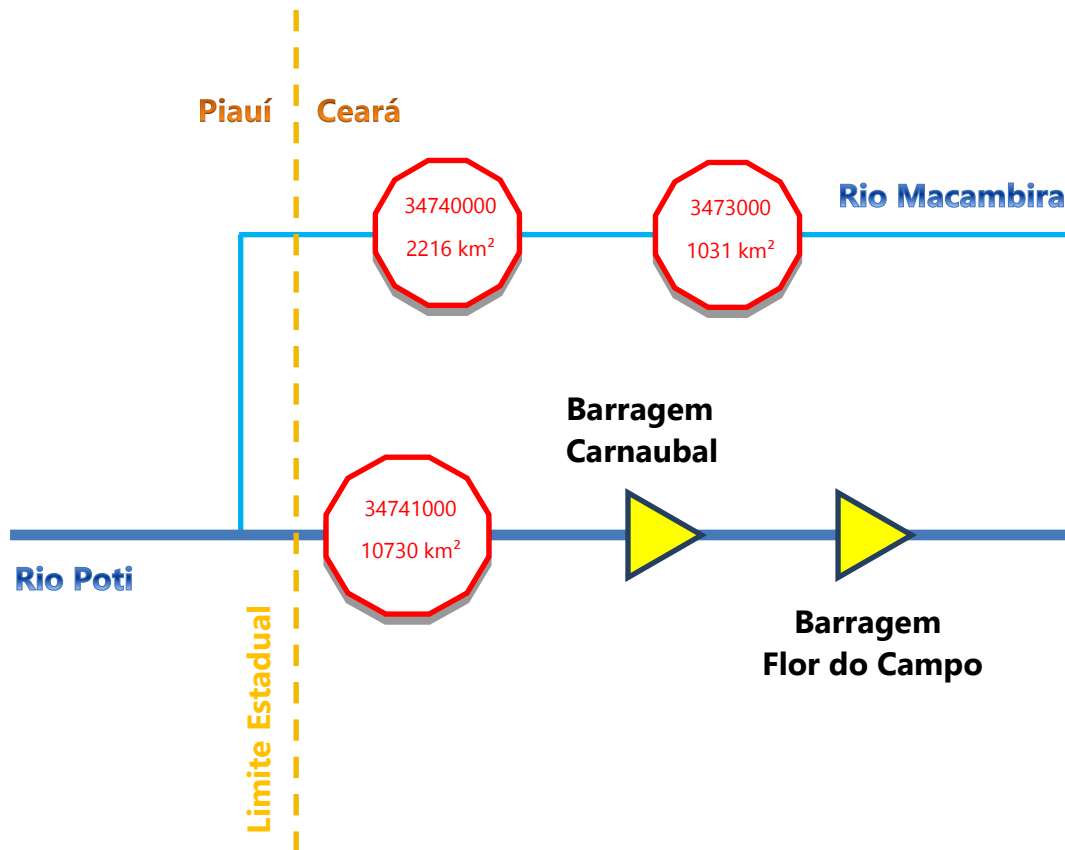 Piauí
Ceará
34740000
2216 km²
3473000
1031 km²
Rio Macambira
Barragem
Carnaubal
34741000
10730 km²
Rio Poti
Limite Estadual
Barragem
Flor do Campo